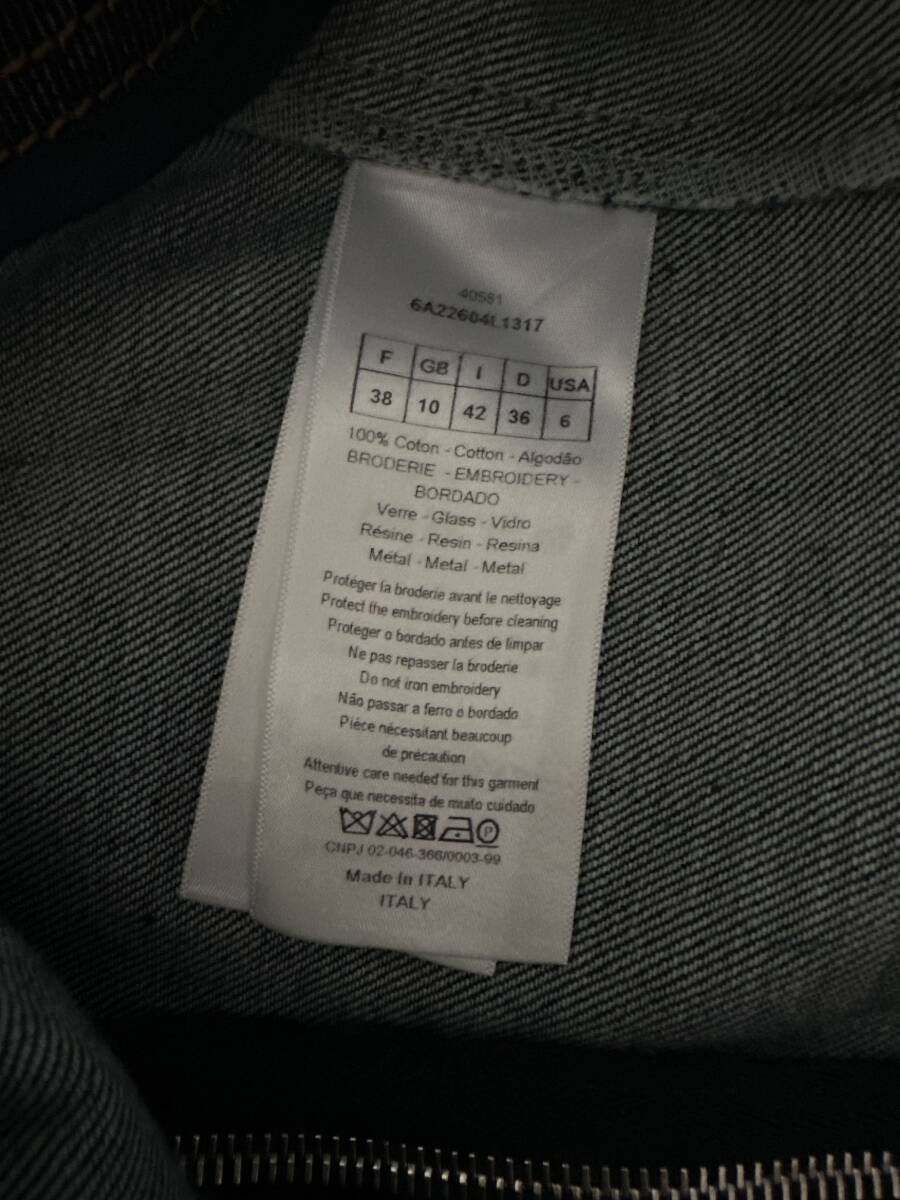 40581
6A22604L1317
F GB I D USA
38 10 42 36 6
100% Coton - Cotton - Algodão
BRODERIE - EMBROIDERY -
BORDADO
Verre - Glass - Vidro
Résine - Resin - Resina
Métal - Metal - Metal
Protéger la broderie avant le nettoyage
Protect the embroidery before cleaning
Proteger o bordado antes de limpar
Ne pas repasser la broderie
Do not iron embroidery
Não passar a ferro o bordado
Pièce nécessitant beaucoup
de précaution
Attentive care needed for this garment
Peça que necessita de muito cuidado
P
CNPJ 02-046-366/0003-99
Made in ITALY
ITALY